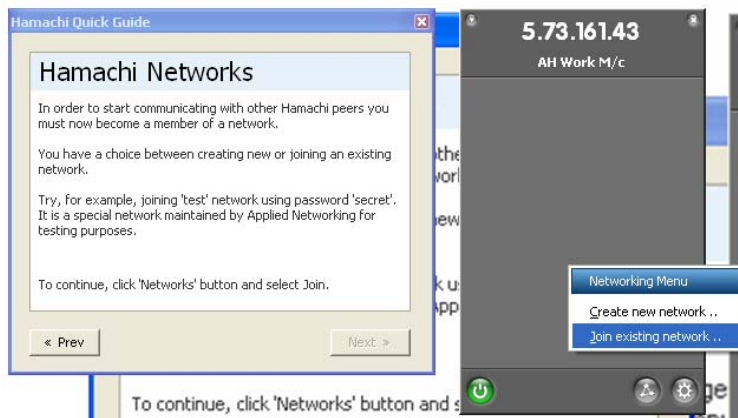 Hamachi Quick Guide
Hamachi Networks
In order to start communicating with other Hamachi peers you
must now become a member of a network.
You have a choice between creating new or joining an existing
network.
Try, for example, joining 'test' network using password 'secret'.
It is a special network maintained by Applied Networking for
testing purposes.
To continue, click 'Networks' button and select Join.
« Prev
Next »
5.73.161.43
AH Work M/c
Networking Menu
Create new network ..
Join existing network ..
To continue, click 'Networks' button and s